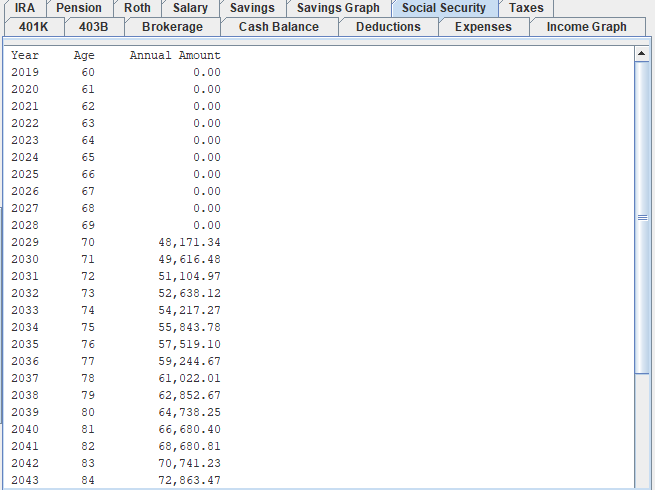 IRA Pension Roth Salary Savings Savings Graph Social Security Taxes
401K 403B Brokerage Cash Balance Deductions Expenses Income Graph
Year Age Annual Amount
2019 60 0.00
2020 61 0.00
2021 62 0.00
2022 63 0.00
2023 64 0.00
2024 65 0.00
2025 66 0.00
2026 67 0.00
2027 68 0.00
2028 69 0.00
2029 70 48,171.34
2030 71 49,616.48
2031 72 51,104.97
2032 73 52,638.12
2033 74 54,217.27
2034 75 55,843.78
2035 76 57,519.10
2036 77 59,244.67
2037 78 61,022.01
2038 79 62,852.67
2039 80 64,738.25
2040 81 66,680.40
2041 82 68,680.81
2042 83 70,741.23
2043 84 72,863.47